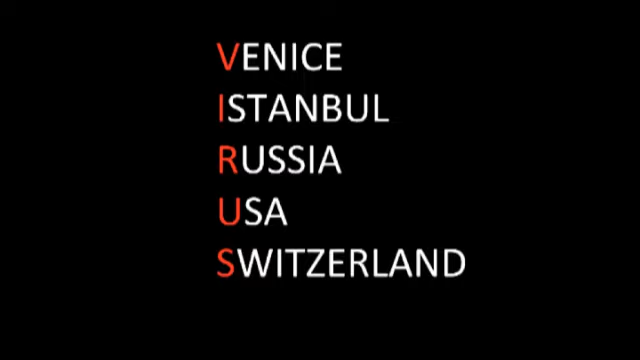 VENICE
ISTANBUL
RUSSIA
USA
SWITZERLAND